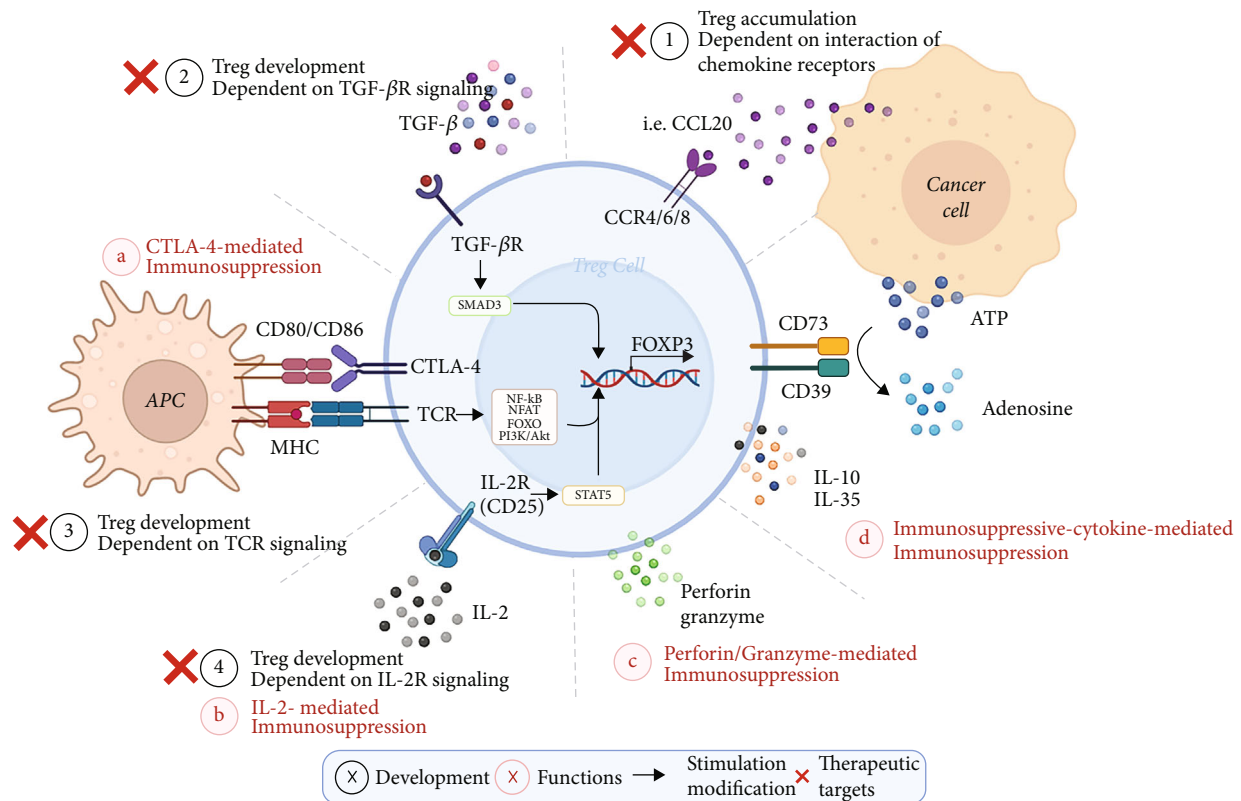 1
Treg accumulation
Dependent on interaction of
chemokine receptors
2
Treg development
Dependent on TGF-βR signaling
TGF-β
i.e. CCL20
CCR4/6/8
Cancer
cell
TGF-βR
Treg Cell
a
CTLA-4-mediated
Immunosuppression
SMAD3
ATP
CD80/CD86
CD73
FOXP3
CTLA-4
CD39
APC
TCR
NF-kB
NFAT
FOXO
PI3K/Akt
Adenosine
MHC
IL-2R
(CD25)
STAT5
IL-10
IL-35
3
Treg development
Dependent on TCR signaling
d
Immunosuppressive-cytokine-mediated
Immunosuppression
IL-2
Perforin
granzyme
4
Treg development
Dependent on IL-2R signaling
c
Perforin/Granzyme-mediated
Immunosuppression
b
IL-2- mediated
Immunosuppression
X Development
X Functions
Stimulation
modification
Therapeutic
targets